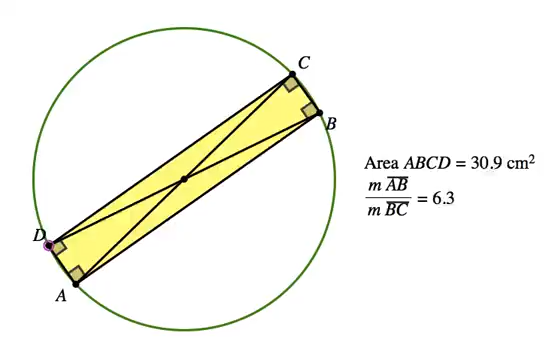 C
B
Area ABCD = 30.9 cm²
m AB
m BC
= 6.3
D
A